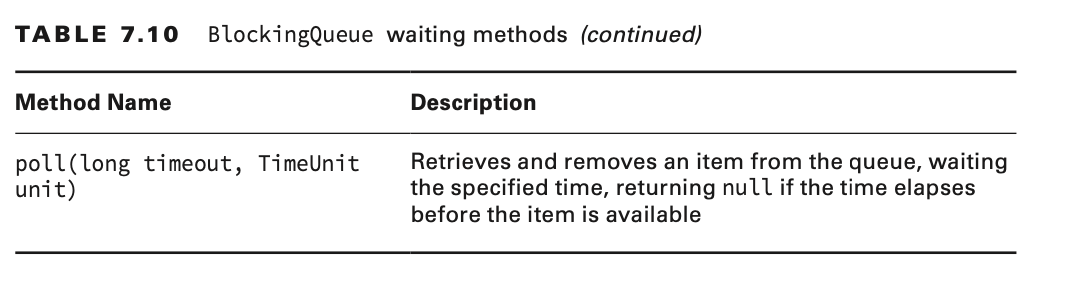 TABLE 7.10 BlockingQueue waiting methods (continued)
Method Name Description
poll(long timeout, TimeUnit
unit)
Retrieves and removes an item from the queue, waiting
the specified time, returning null if the time elapses
before the item is available